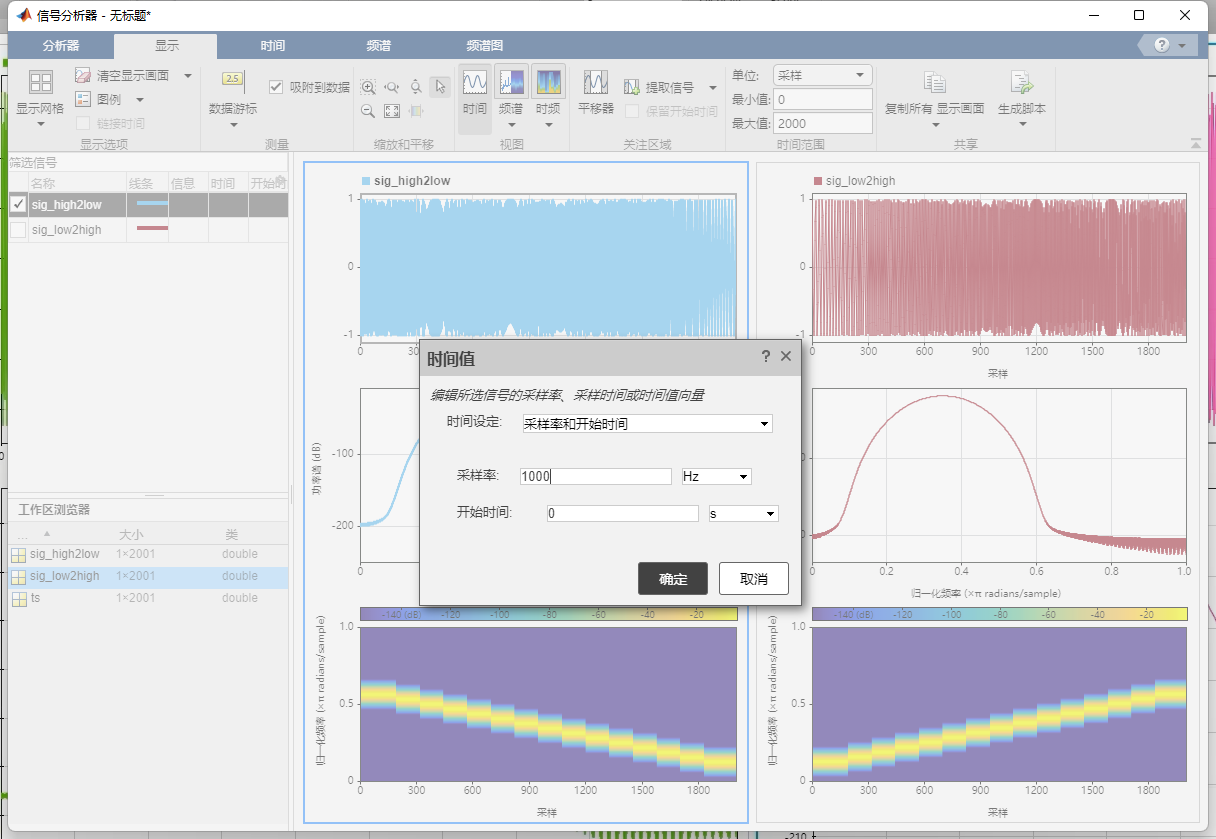 信号分析器 - 无标题*
分析器 显示 时间 频谱 频谱图
?
显示网格
清空显示画面
图例
链接时间
显示选项
2.5
数据游标
吸附到数据
测量
缩放和平移
时间
频谱
时频
视图
平移器
提取信号
保留开始时间
关注区域
单位: 采样
最小值: 0
最大值: 2000
时间范围
复制所有 显示画面
生成脚本
共享
筛选信号
名称 线条 信息 时间 开始时
sig_high2low
sig_low2high
工作区浏览器
... 大小 类
sig_high2low 1×2001 double
sig_low2high 1×2001 double
ts 1×2001 double
sig_high2low
1
0
-1
0 30
功率谱 (dB)
-100
-200
0
-140 (dB) -120 -100 -80 -60 -40 -20
归一化频率 (×π radians/sample)
1.0
0.5
0
0 300 600 900 1200 1500 1800
采样
sig_low2high
1
0
-1
0 300 600 900 1200 1500 1800
采样
0 0.2 0.4 0.6 0.8 1.0
归一化频率 (×π radians/sample)
-140 (dB) -120 -100 -80 -60 -40 -20
归一化频率 (×π radians/sample)
1.0
0.5
0
0 300 600 900 1200 1500 1800
采样
时间值
?
编辑所选信号的采样率、采样时间或时间值向量
时间设定: 采样率和开始时间
采样率: 1000 Hz
开始时间: 0 s
确定 取消
-210